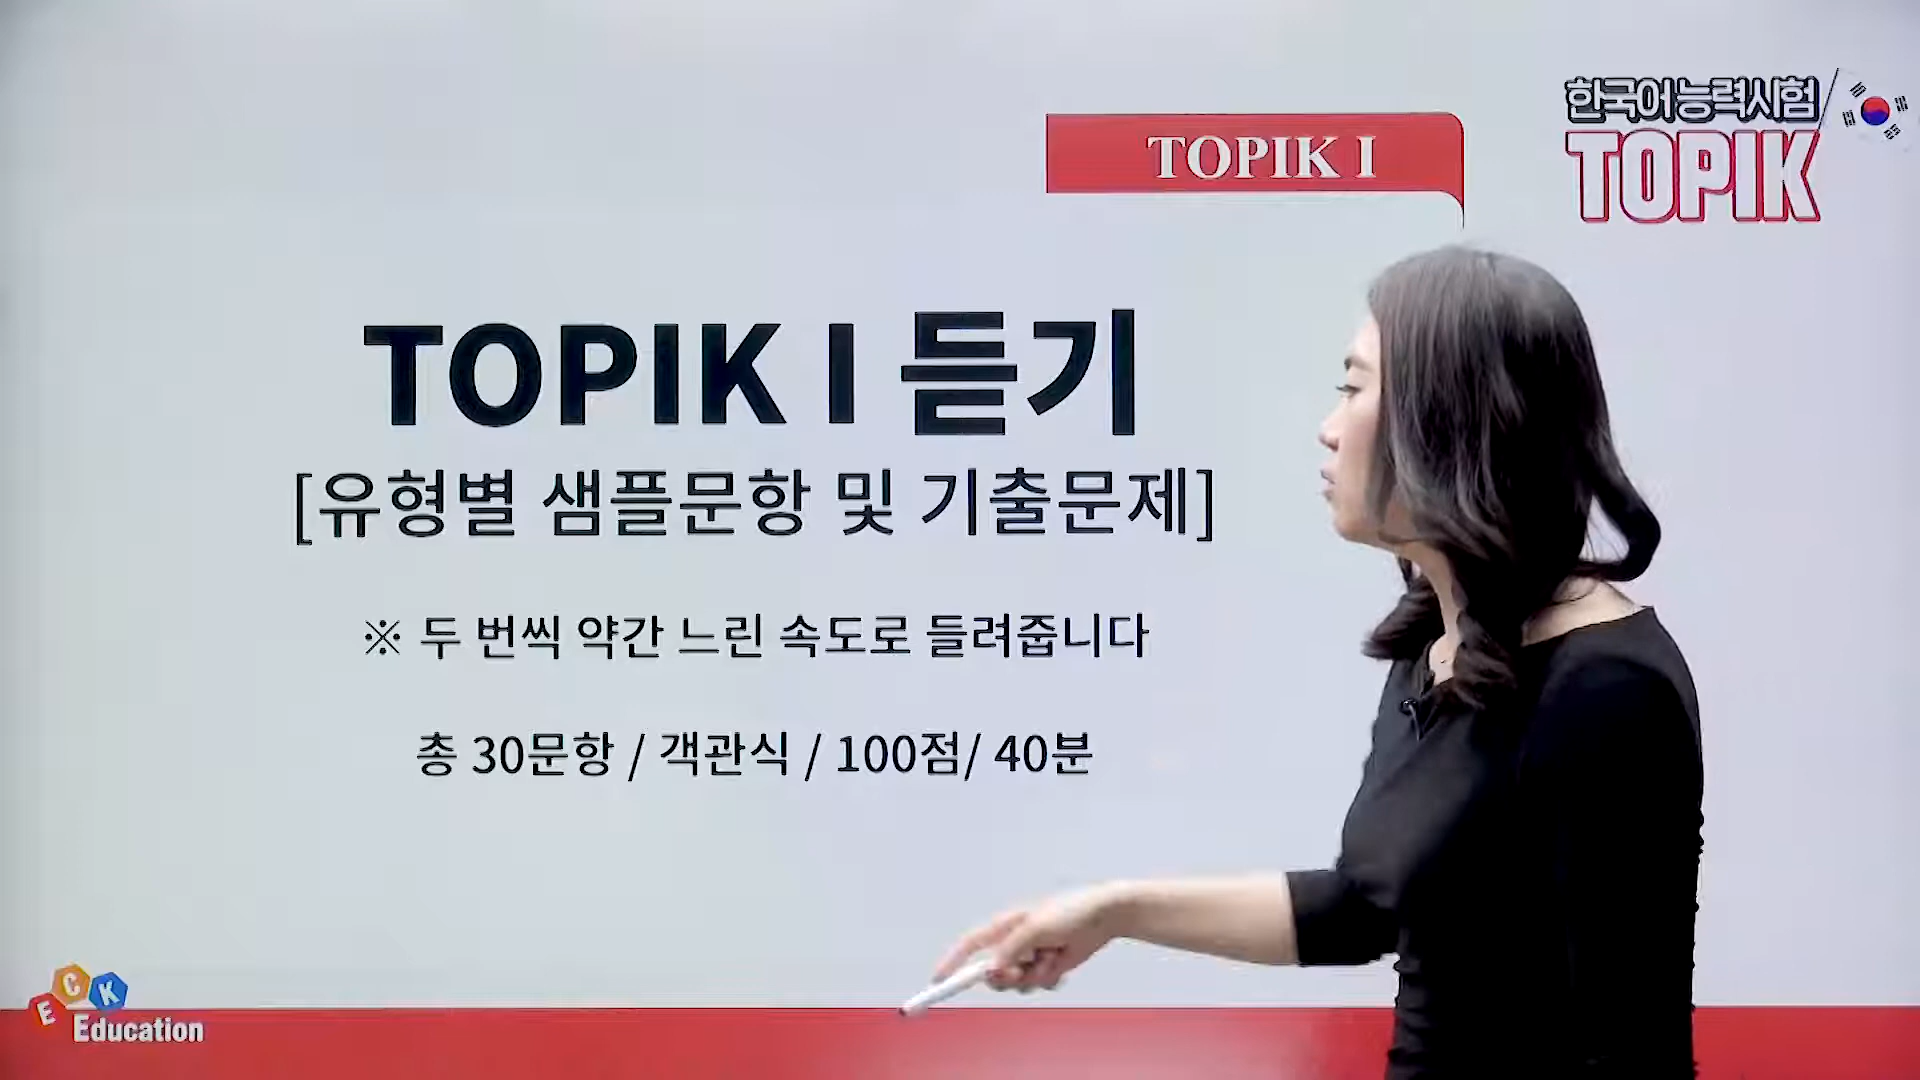 TOPIK I
한국어능력시험
TOPIK
TOPIK I 듣기
[유형별 샘플문항 및 기출문제]
※ 두 번씩 약간 느린 속도로 들려줍니다
총 30문항 / 객관식 / 100점/ 40분
ECK
Education